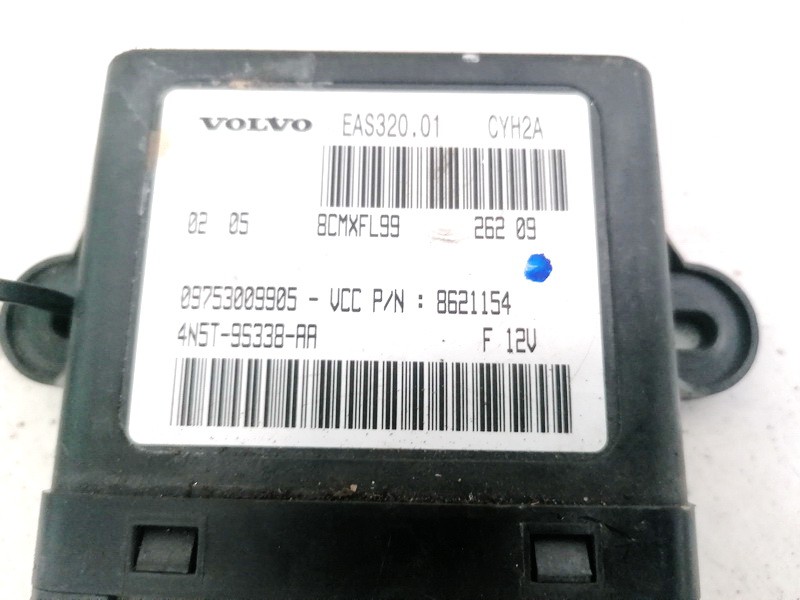 VOLVO EAS320.01 CYH2A
02 05 8CMXFL99 262 09
09753009905 - VCC P/N : 8621154
4N5T-9S338-AA F 12V